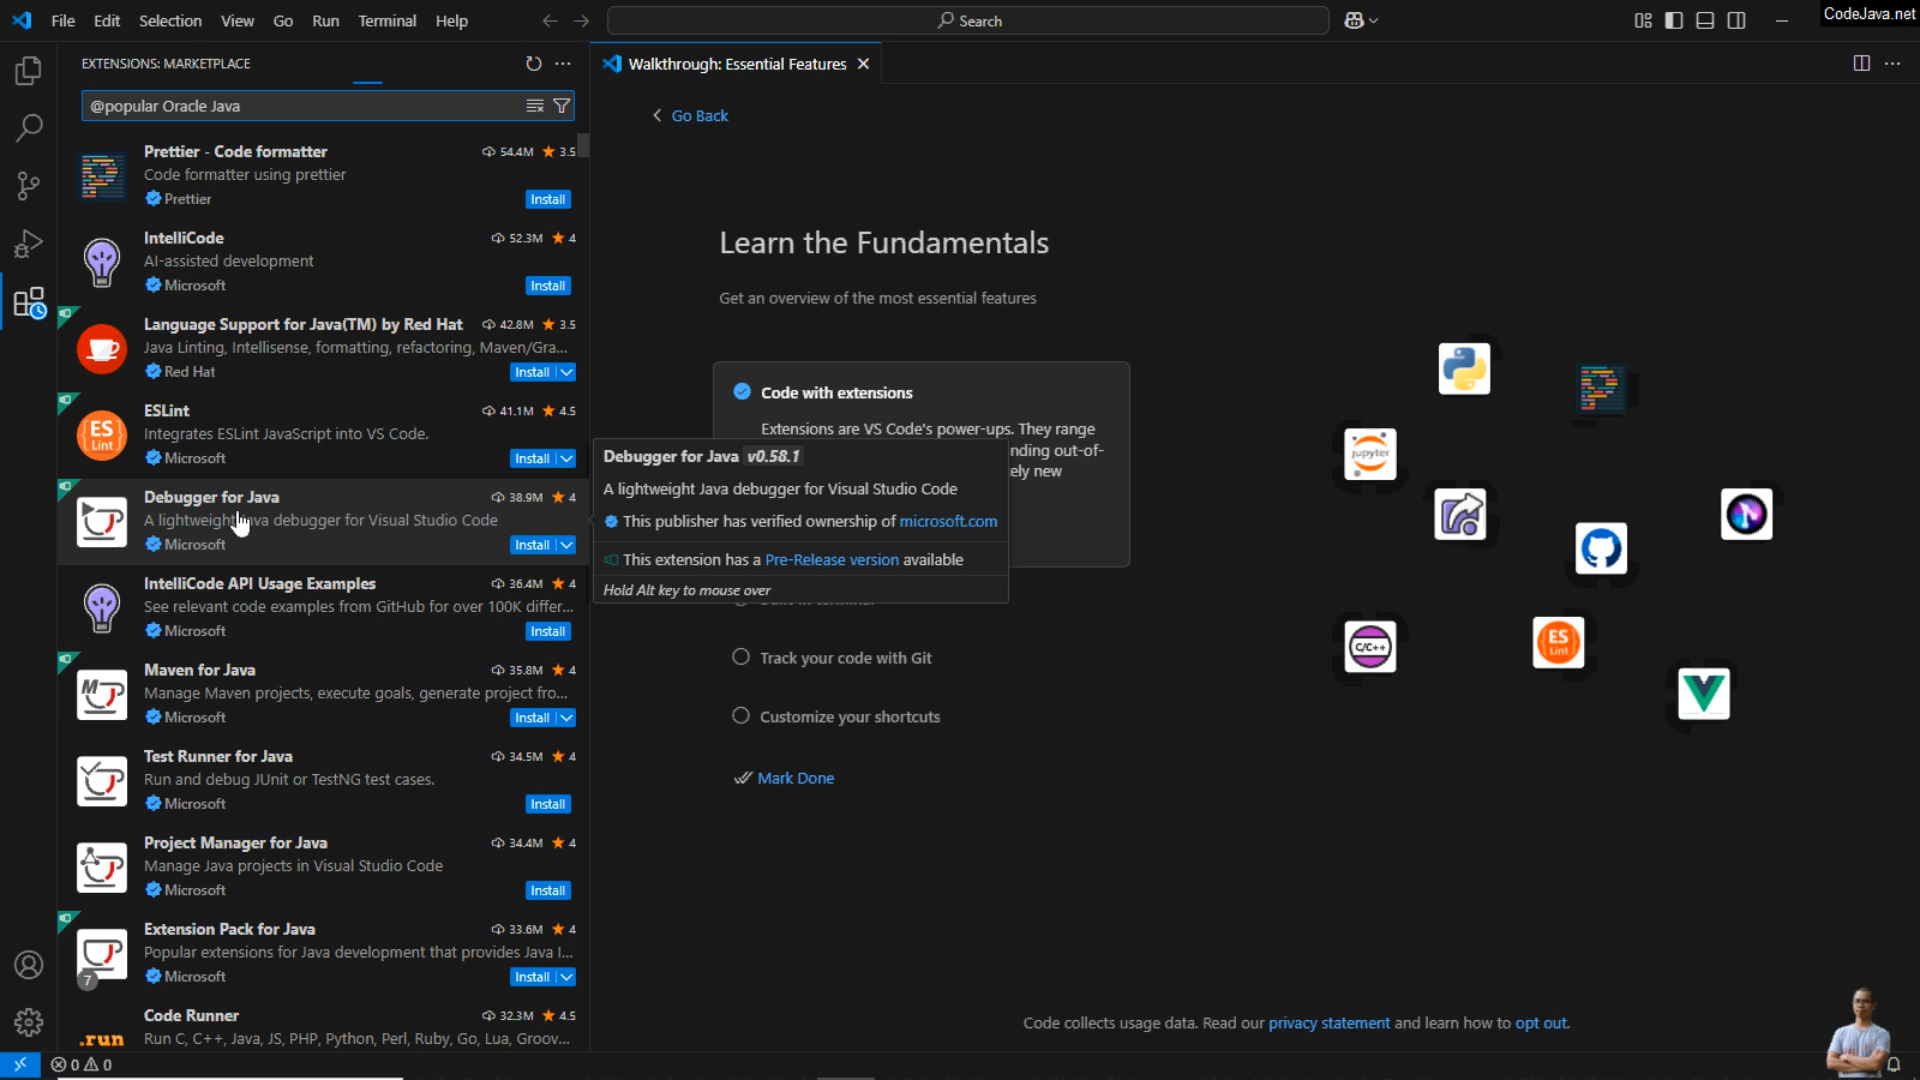 File Edit Selection View Go Run Terminal Help
Search
CodeJava.net
EXTENSIONS: MARKETPLACE
@popular Oracle Java
Prettier - Code formatter 54.4M 3.5
Code formatter using prettier
Prettier Install
IntelliCode 52.3M 4
AI-assisted development
Microsoft Install
Language Support for Java(TM) by Red Hat 42.8M 3.5
Java Linting, Intellisense, formatting, refactoring, Maven/Gra...
Red Hat Install
ES Lint
ESLint 41.1M 4.5
Integrates ESLint JavaScript into VS Code.
Microsoft Install
Debugger for Java 38.9M 4
A lightweight debugger for Visual Studio Code
Microsoft Install
IntelliCode API Usage Examples 36.4M 4
See relevant code examples from GitHub for over 100K differ...
Microsoft Install
M
Maven for Java 35.8M 4
Manage Maven projects, execute goals, generate project fro...
Microsoft Install
Test Runner for Java 34.5M 4
Run and debug JUnit or TestNG test cases.
Microsoft Install
Project Manager for Java 34.4M 4
Manage Java projects in Visual Studio Code
Microsoft Install
Extension Pack for Java 33.6M 4
Popular extensions for Java development that provides Java I...
7
Microsoft Install
Code Runner 32.3M 4.5
.run
Run C, C++, Java, JS, PHP, Python, Perl, Ruby, Go, Lua, Groov...
0 0
Walkthrough: Essential Features
Go Back
Learn the Fundamentals
Get an overview of the most essential features
Code with extensions
Extensions are VS Code's power-ups. They range
nding out-of-
ely new
Debugger for Java v0.58.1
A lightweight Java debugger for Visual Studio Code
This publisher has verified ownership of microsoft.com
This extension has a Pre-Release version available
Hold Alt key to mouse over
Track your code with Git
Customize your shortcuts
Mark Done
jupyter
C/C++
ES Lint
Code collects usage data. Read our privacy statement and learn how to opt out.